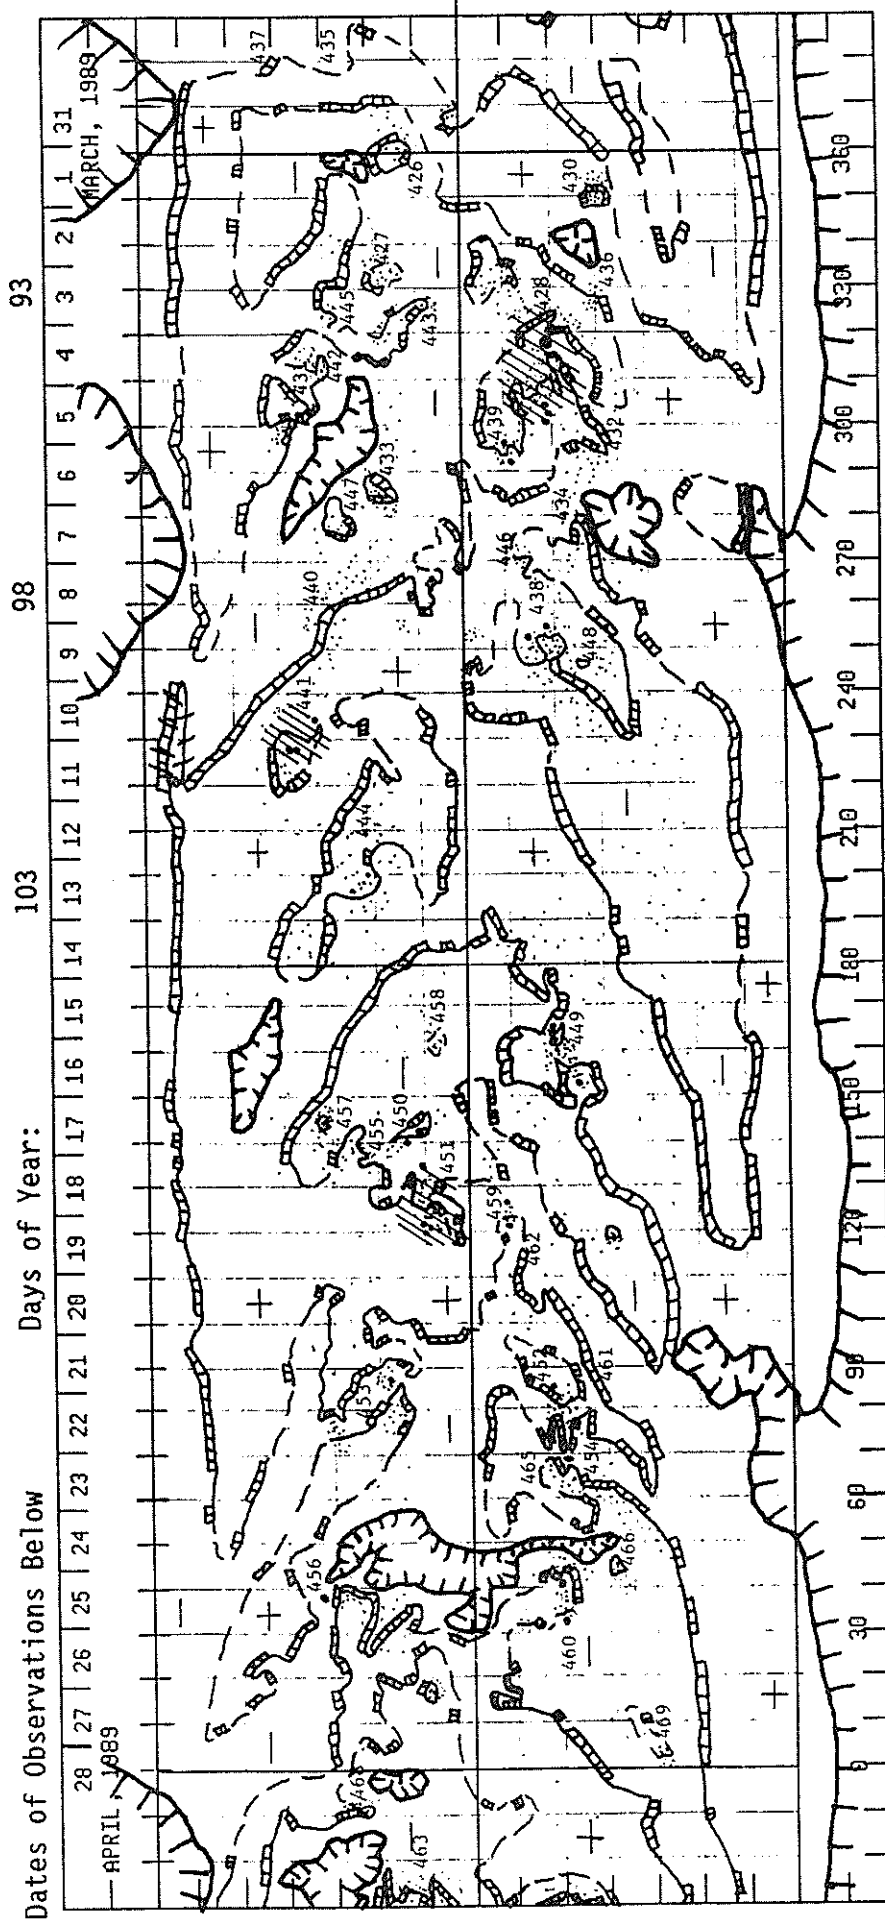 Dates of Observations Below Days of Year: 103 98 93
28 | 27 | 26 | 25 | 24 | 23 | 22 | 21 | 20 | 19 | 18 | 17 | 16 | 15 | 14 | 13 | 12 | 11 | 10 | 9 | 8 | 7 | 6 | 5 | 4 | 3 | 2 | 1 | 31
APRIL, 1989 MARCH, 1989
437
456 457 441 440 431 442 435
453 455 444 447 445 427
450 433 426
463 451 458 443
459 446 439
465 462 438 428
460 452 434 430
454 461 449 448 432 436
466
469
0 30 60 90 120 150 180 210 240 270 300 330 360